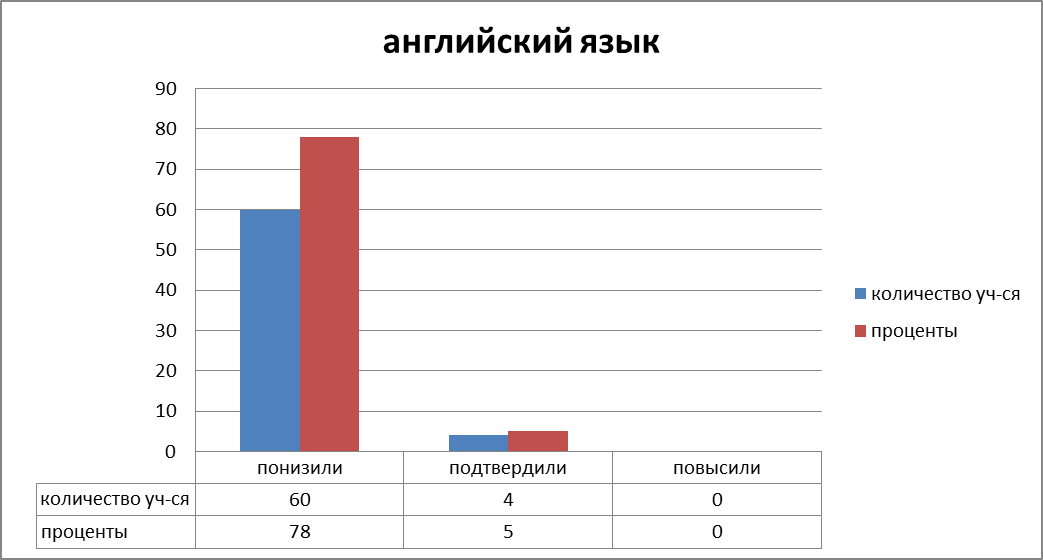 английский язык
90
80
70
60
50
40
30
20
10
0
количество уч-ся
проценты
понизили подтвердили повысили
количество уч-ся 60 4 0
проценты 78 5 0